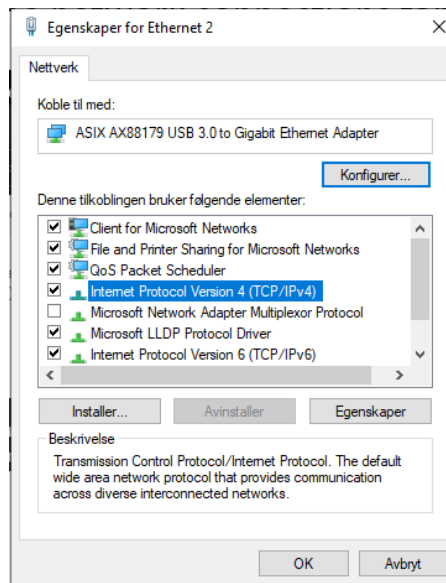 Egenskaper for Ethernet 2
Nettverk
Koble til med:
ASIX AX88179 USB 3.0 to Gigabit Ethernet Adapter
Konfigurer...
Denne tilkoblingen bruker følgende elementer:
Client for Microsoft Networks
File and Printer Sharing for Microsoft Networks
QoS Packet Scheduler
Internet Protocol Version 4 (TCP/IPv4)
Microsoft Network Adapter Multiplexor Protocol
Microsoft LLDP Protocol Driver
Internet Protocol Version 6 (TCP/IPv6)
Installer... Avinstaller Egenskaper
Beskrivelse
Transmission Control Protocol/Internet Protocol. The default
wide area network protocol that provides communication
across diverse interconnected networks.
OK Avbryt